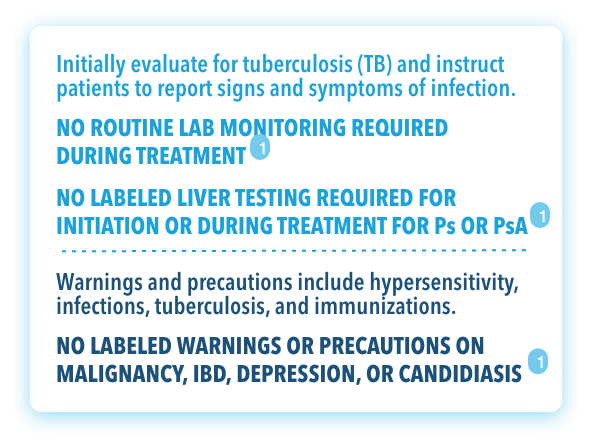 Initially evaluate for tuberculosis (TB) and instruct
patients to report signs and symptoms of infection.
NO ROUTINE LAB MONITORING REQUIRED
DURING TREATMENT 1
NO LABELED LIVER TESTING REQUIRED FOR
INITIATION OR DURING TREATMENT FOR Ps OR PsA 1
Warnings and precautions include hypersensitivity,
infections, tuberculosis, and immunizations.
NO LABELED WARNINGS OR PRECAUTIONS ON
MALIGNANCY, IBD, DEPRESSION, OR CANDIDIASIS 1